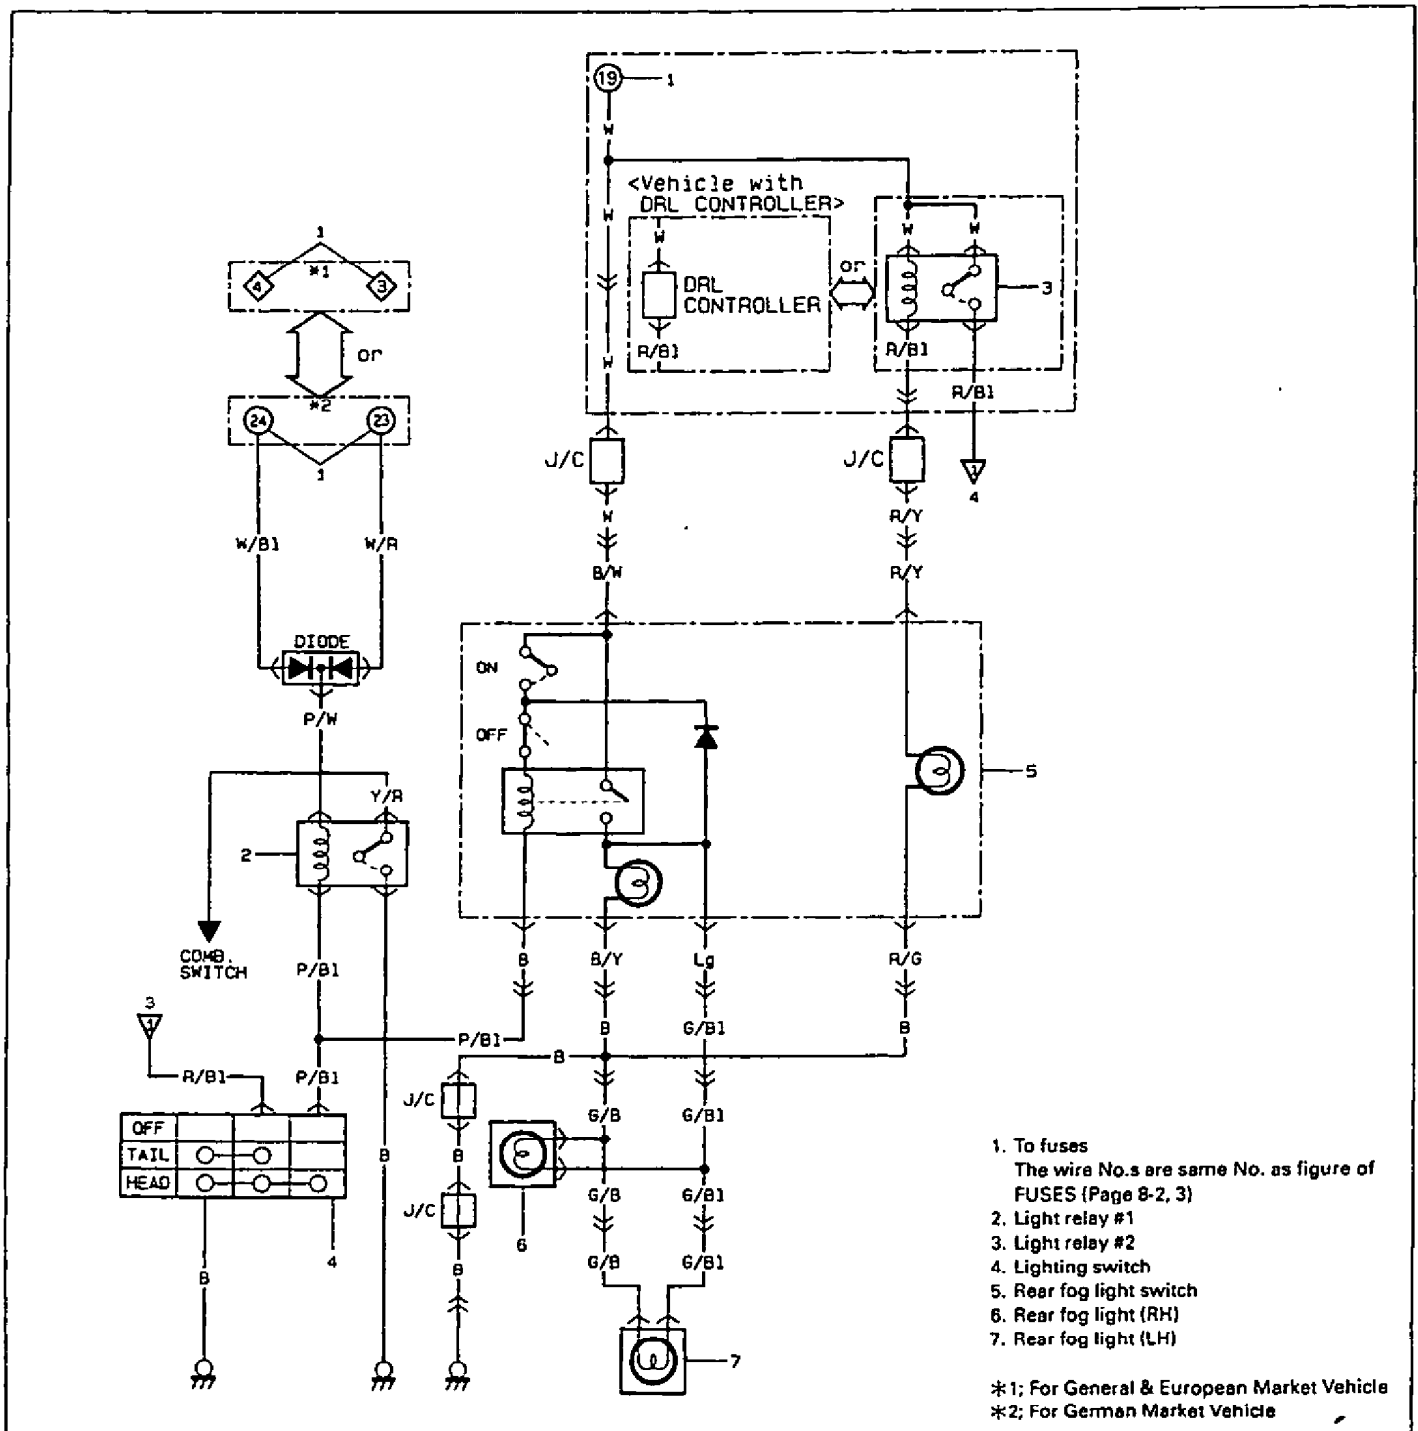 19
1
W
<Vehicle with
DRL CONTROLLER>
W
W
W
W
1
*1
4
3
or
DRL
CONTROLLER
or
3
R/Bl
R/Bl
W
R/Bl
or
*2
24
23
1
J/C
J/C
1
4
W
R/Y
W/Bl
W/R
B/W
R/Y
DIODE
ON
P/W
OFF
5
Y/R
2
COMB.
SWITCH
P/Bl
B
B/Y
Lg
R/G
3
1
P/Bl
B
G/Bl
B
B
R/Bl
P/Bl
J/C
G/B
G/Bl
OFF
TAIL
HEAD
B
B
1. To fuses
The wire No.s are same No. as figure of
FUSES (Page 8-2, 3)
J/C
G/B
G/Bl
2. Light relay #1
3. Light relay #2
4
6
4. Lighting switch
B
B
G/B
G/Bl
5. Rear fog light switch
6. Rear fog light (RH)
7. Rear fog light (LH)
7
*1; For General & European Market Vehicle
*2; For German Market Vehicle